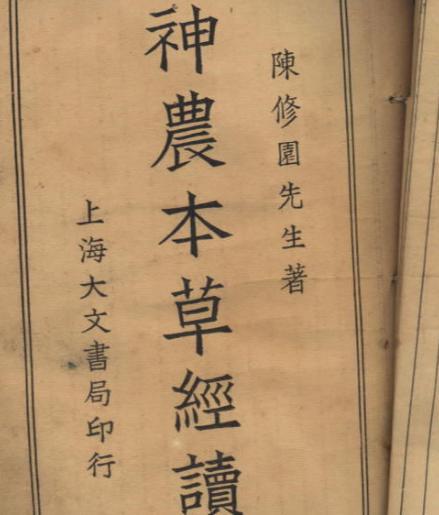 陳修園先生著
神農本草經讀
上海大文書局印行